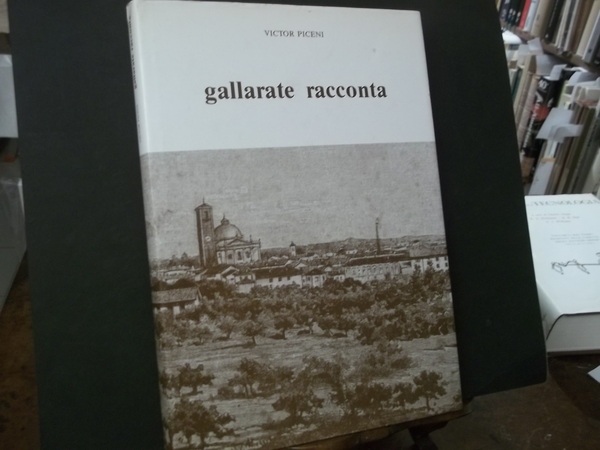 VICTOR PICENI
gallarate racconta